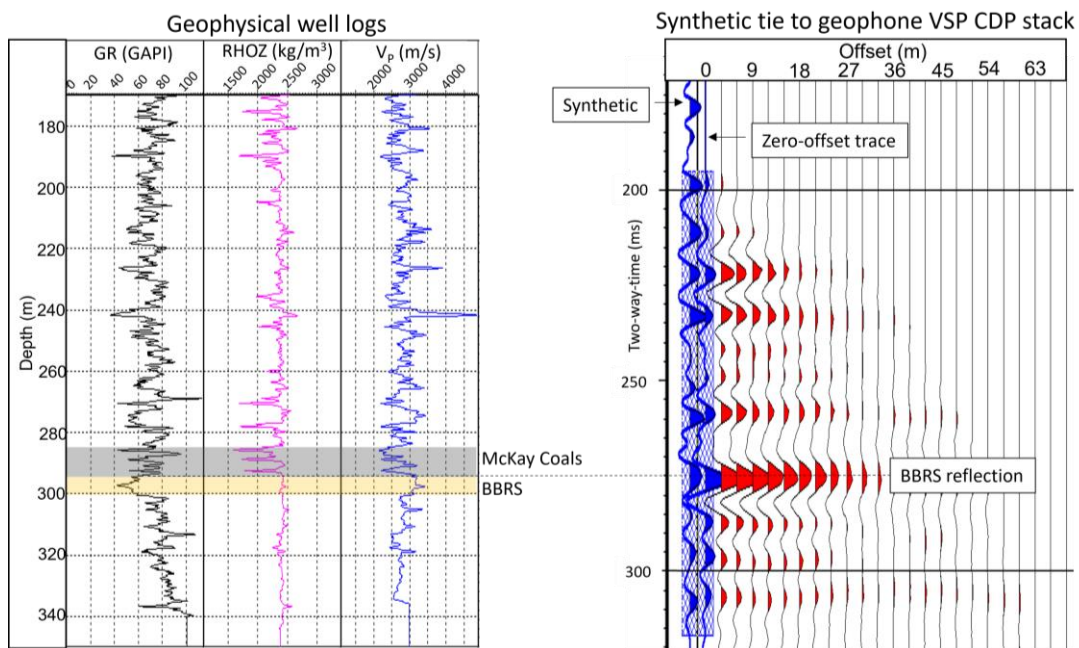 Geophysical well logs
GR (GAPI)
RHOZ (kg/m³)
Vₚ (m/s)
0 20 40 60 80 100
1500 2000 2500 3000
2000 3000 4000
Depth (m)
180
200
220
240
260
280
300
320
340
McKay Coals
BBRS
Synthetic tie to geophone VSP CDP stack
Offset (m)
0 9 18 27 36 45 54 63
Synthetic
Zero-offset trace
Two-way-time (ms)
200
250
300
BBRS reflection